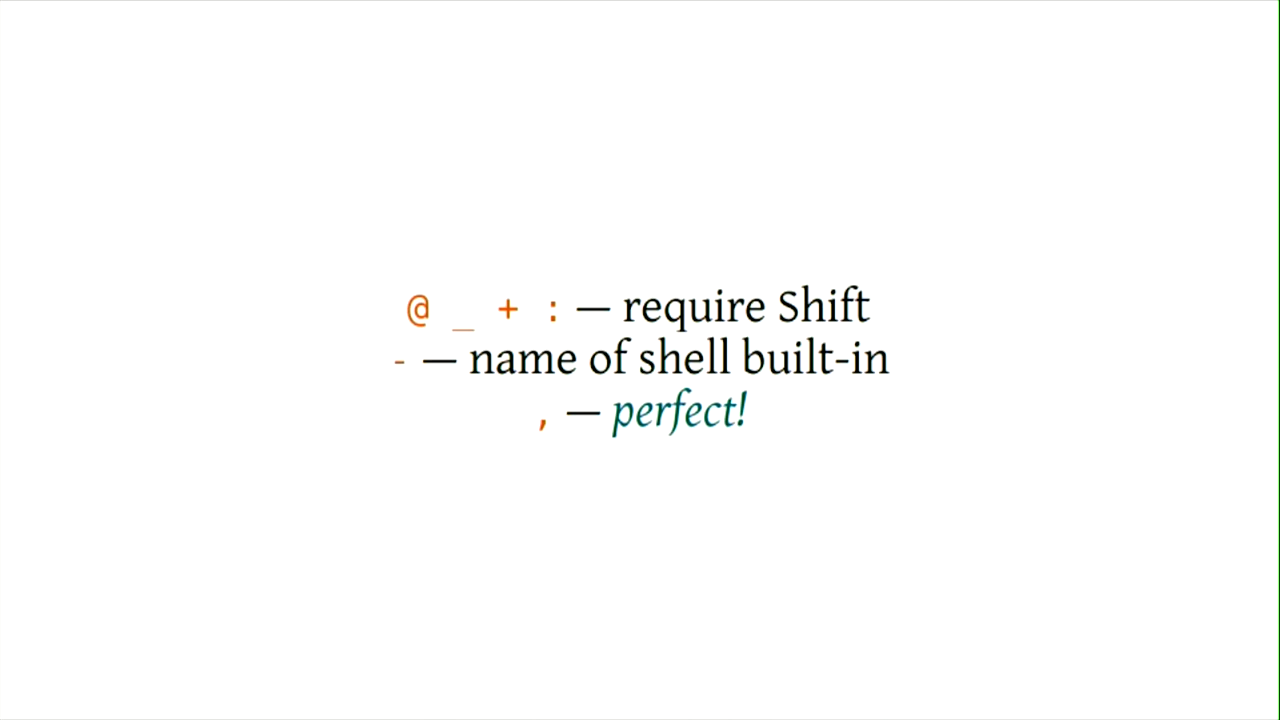 @ _ + : — require Shift
- — name of shell built-in
, — perfect!